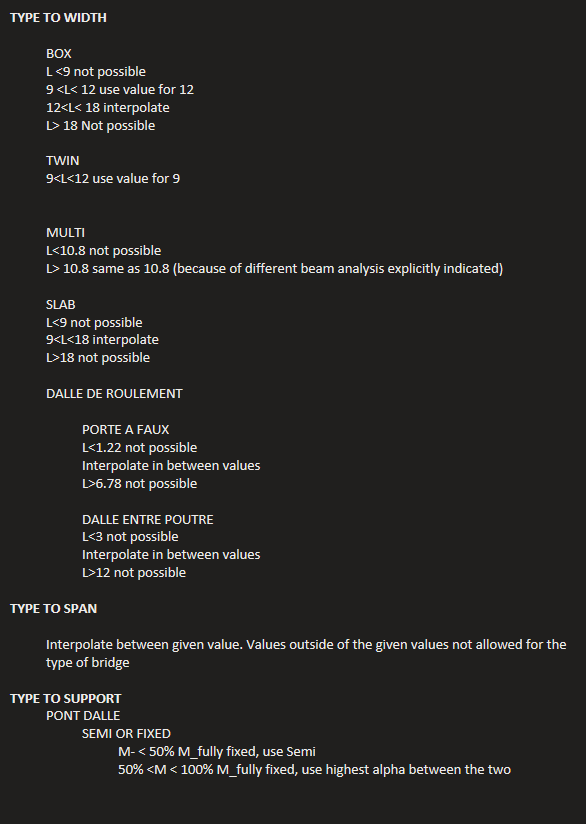 TYPE TO WIDTH
BOX
L <9 not possible
9 <L< 12 use value for 12
12<L< 18 interpolate
L> 18 Not possible
TWIN
9<L<12 use value for 9
MULTI
L<10.8 not possible
L> 10.8 same as 10.8 (because of different beam analysis explicitly indicated)
SLAB
L<9 not possible
9<L<18 interpolate
L>18 not possible
DALLE DE ROULEMENT
PORTE A FAUX
L<1.22 not possible
Interpolate in between values
L>6.78 not possible
DALLE ENTRE POUTRE
L<3 not possible
Interpolate in between values
L>12 not possible
TYPE TO SPAN
Interpolate between given value. Values outside of the given values not allowed for the
type of bridge
TYPE TO SUPPORT
PONT DALLE
SEMI OR FIXED
M- < 50% M_fully fixed, use Semi
50% <M < 100% M_fully fixed, use highest alpha between the two